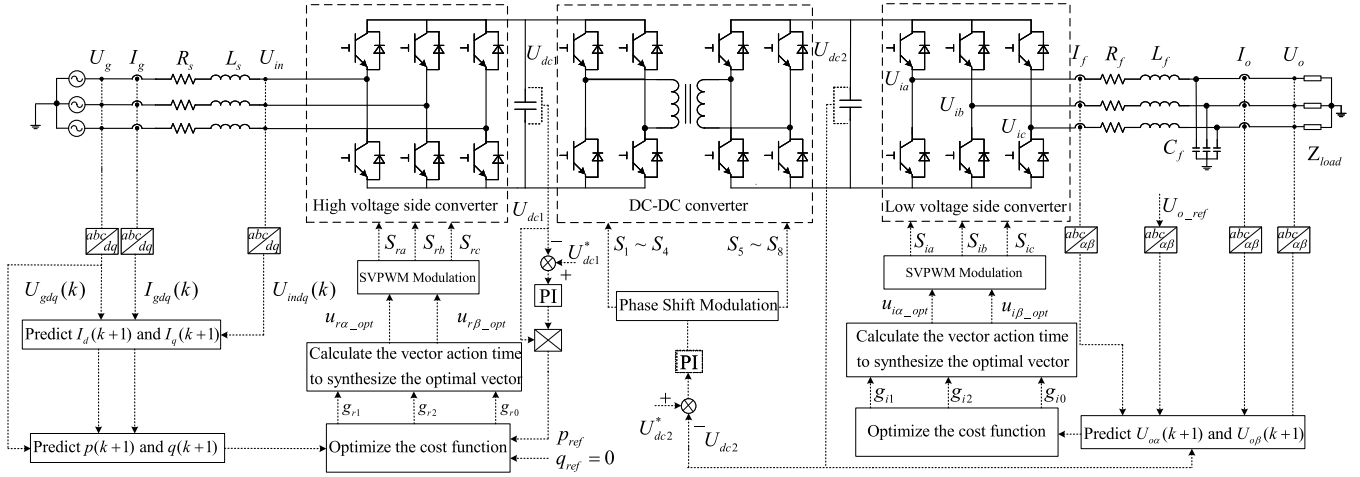 U_g I_g R_s L_s U_in
U_dc1
U_dc2
U_ia
U_ib
U_ic
I_f R_f L_f I_o U_o
C_f
Z_load
High voltage side converter
DC-DC converter
Low voltage side converter
U_dc1
U_o_ref
abc/dq
abc/dq
abc/dq
abc/αβ
abc/αβ
abc/αβ
abc/αβ
S_ra S_rb S_rc
− U*_dc1
+
S_1 ~ S_4
S_5 ~ S_8
S_ia S_ib S_ic
U_gdq(k) I_gdq(k) U_indq(k)
SVPWM Modulation
PI
Phase Shift Modulation
SVPWM Modulation
u_rα_opt u_rβ_opt
u_iα_opt u_iβ_opt
Predict I_d(k+1) and I_q(k+1)
Calculate the vector action time
to synthesize the optimal vector
PI
Calculate the vector action time
to synthesize the optimal vector
g_r1 g_r2 g_r0
g_i1 g_i2 g_i0
+
U*_dc2
− U_dc2
Predict p(k+1) and q(k+1)
Optimize the cost function
p_ref
q_ref = 0
Optimize the cost function
Predict U_oα(k+1) and U_oβ(k+1)